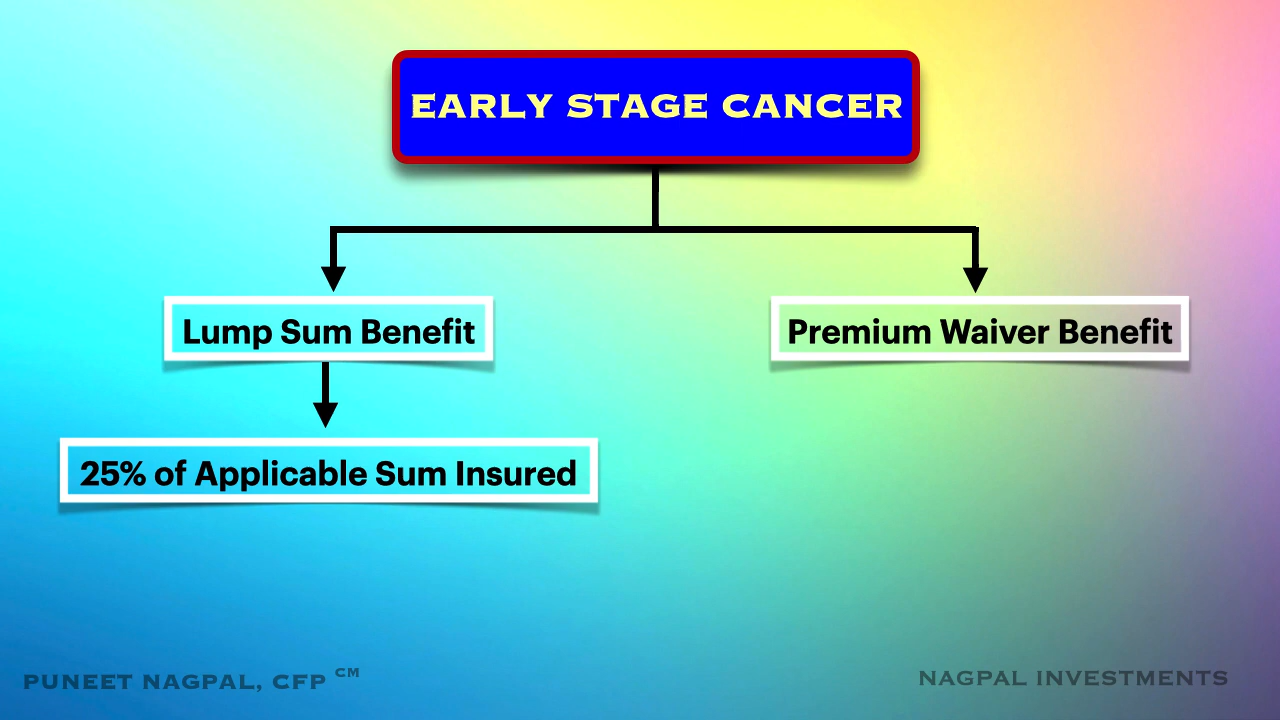 EARLY STAGE CANCER
Lump Sum Benefit
Premium Waiver Benefit
25% of Applicable Sum Insured
PUNEET NAGPAL, CFP CM
NAGPAL INVESTMENTS